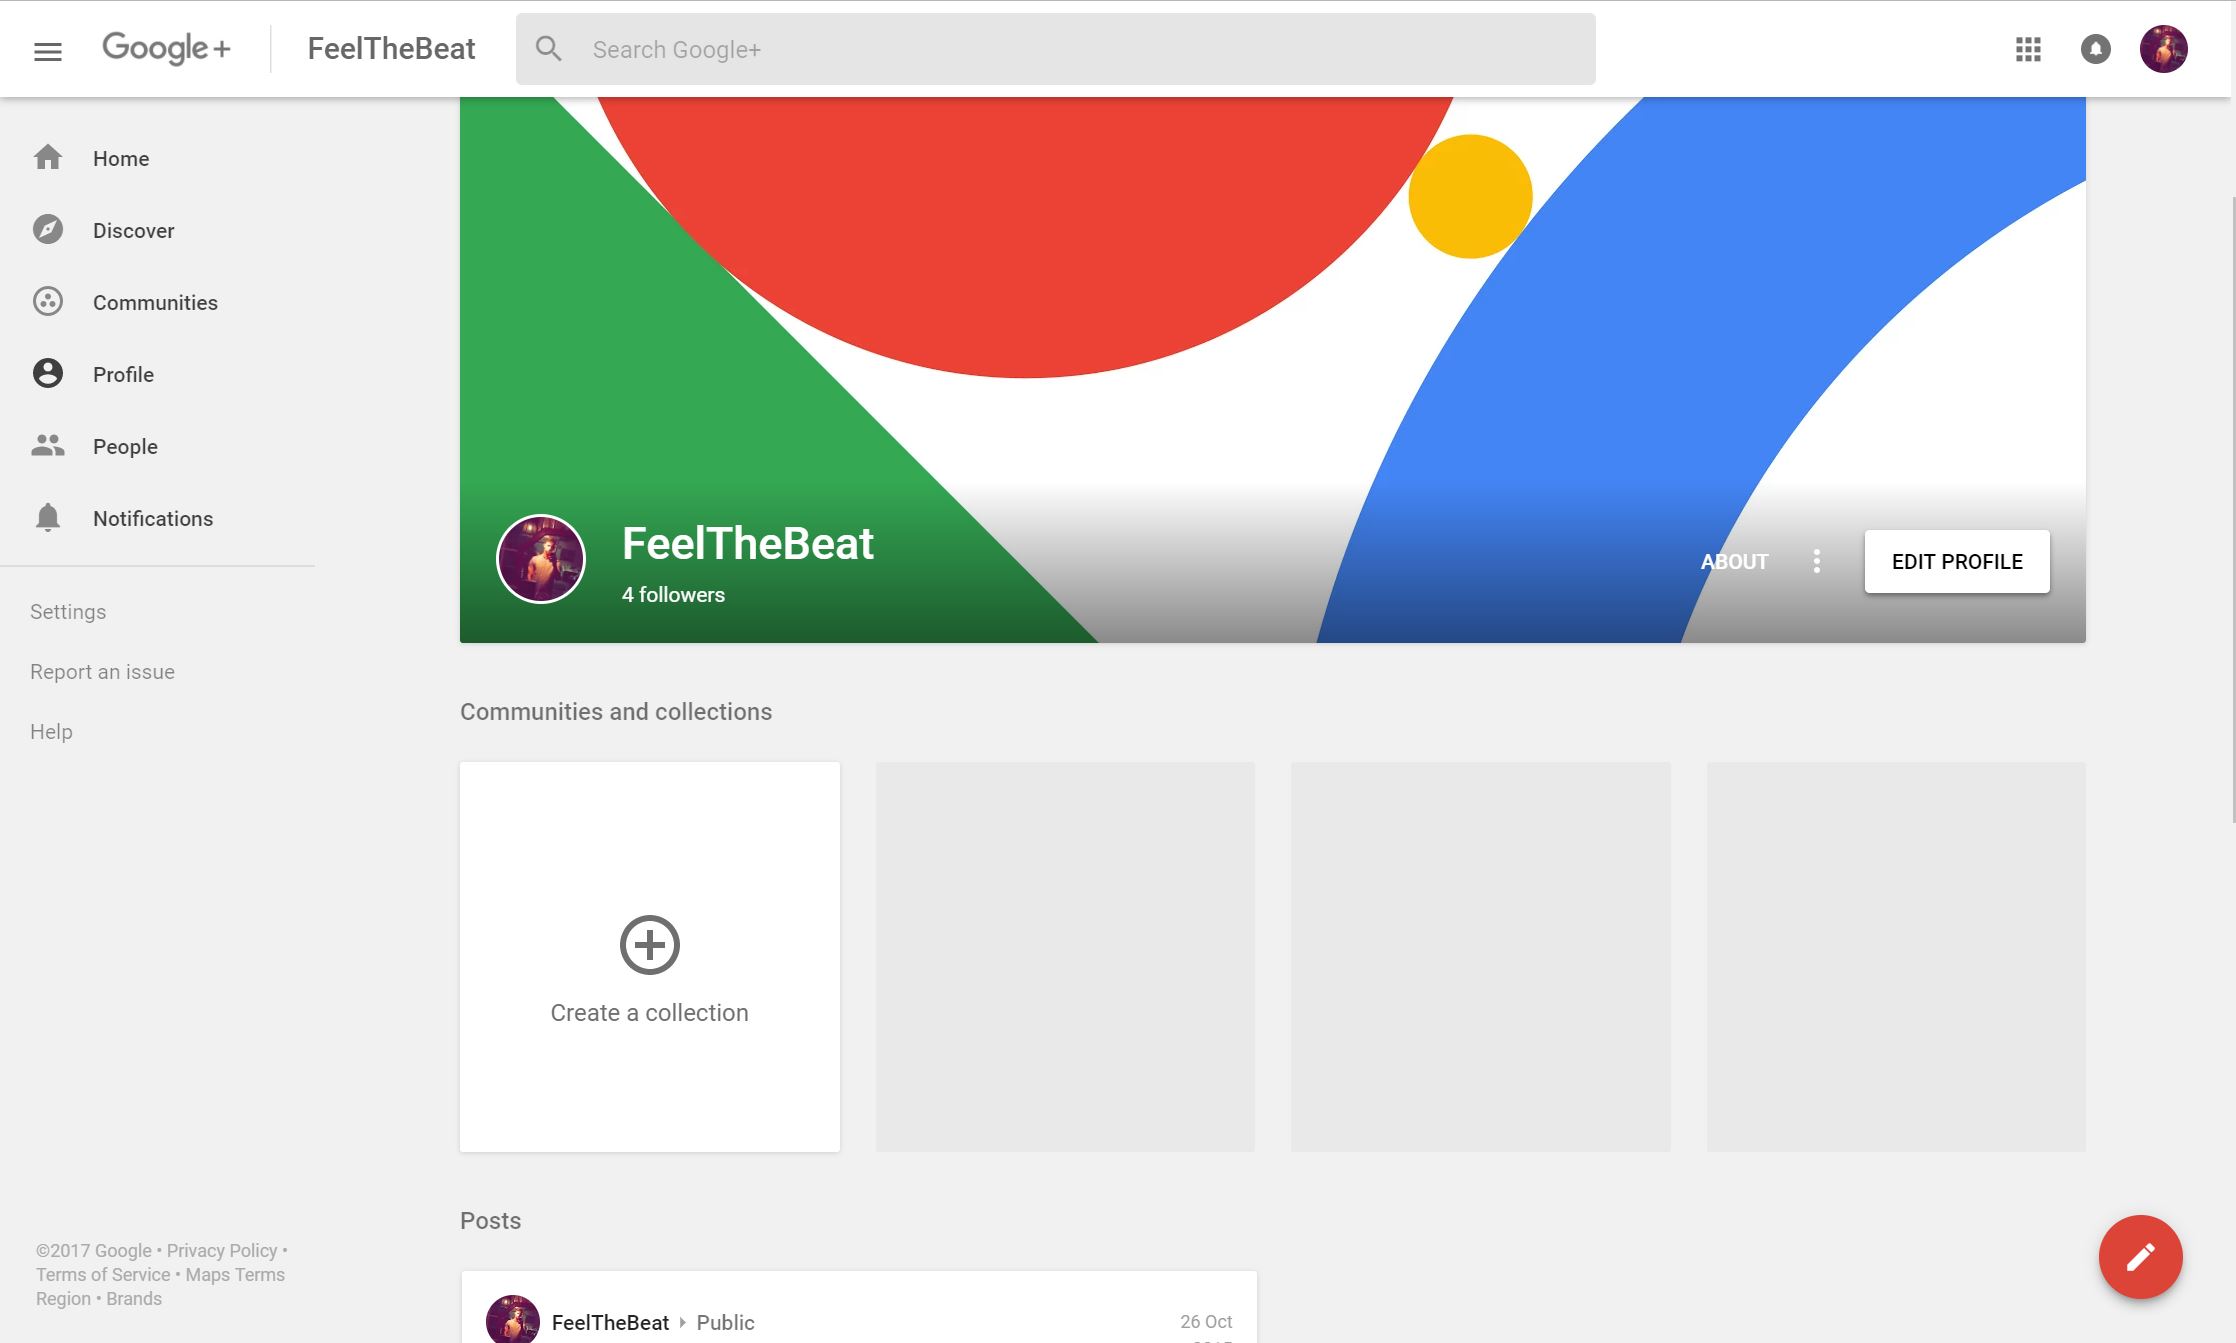 Google+
FeelTheBeat
Search Google+
Home
Discover
Communities
Profile
People
Notifications
Settings
Report an issue
Help
©2017 Google • Privacy Policy •
Terms of Service • Maps Terms
Region • Brands
FeelTheBeat
4 followers
ABOUT
EDIT PROFILE
Communities and collections
Create a collection
Posts
FeelTheBeat
Public
26 Oct